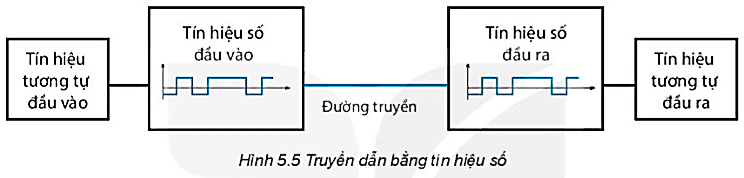 Tín hiệu
tương tự
đầu vào
Tín hiệu số
đầu vào
Đường truyền
Tín hiệu số
đầu ra
Tín hiệu
tương tự
đầu ra
Hình 5.5 Truyền dẫn bằng tín hiệu số